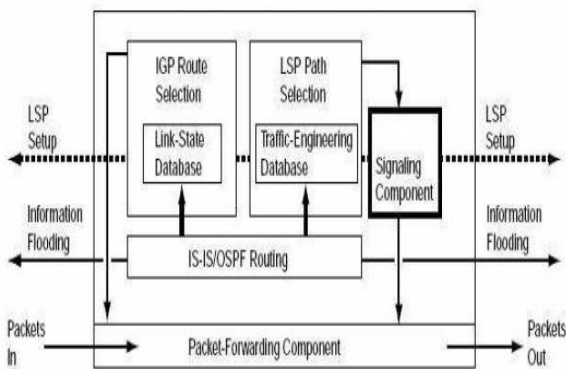 IGP Route
Selection
LSP Path
Selection
LSP
Setup
Link-State
Database
Traffic-Engineering
Database
Signaling
Component
LSP
Setup
Information
Flooding
IS-IS/OSPF Routing
Information
Flooding
Packets
In
Packet-Forwarding Component
Packets
Out